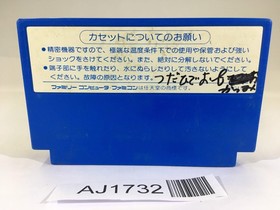 カセットについてのお願い
●精密機器ですので、極端な温度条件下での使用や保管および強い
ショックをさけてください。また、絶対に分解しないでください。
●端子部に手を触れたり、水にぬらしたりして汚さないようにして
ください。故障の原因となります。
つだひでお
ファミリーコンピュータ・ファミコンは任天堂の商標です。
AJ1732